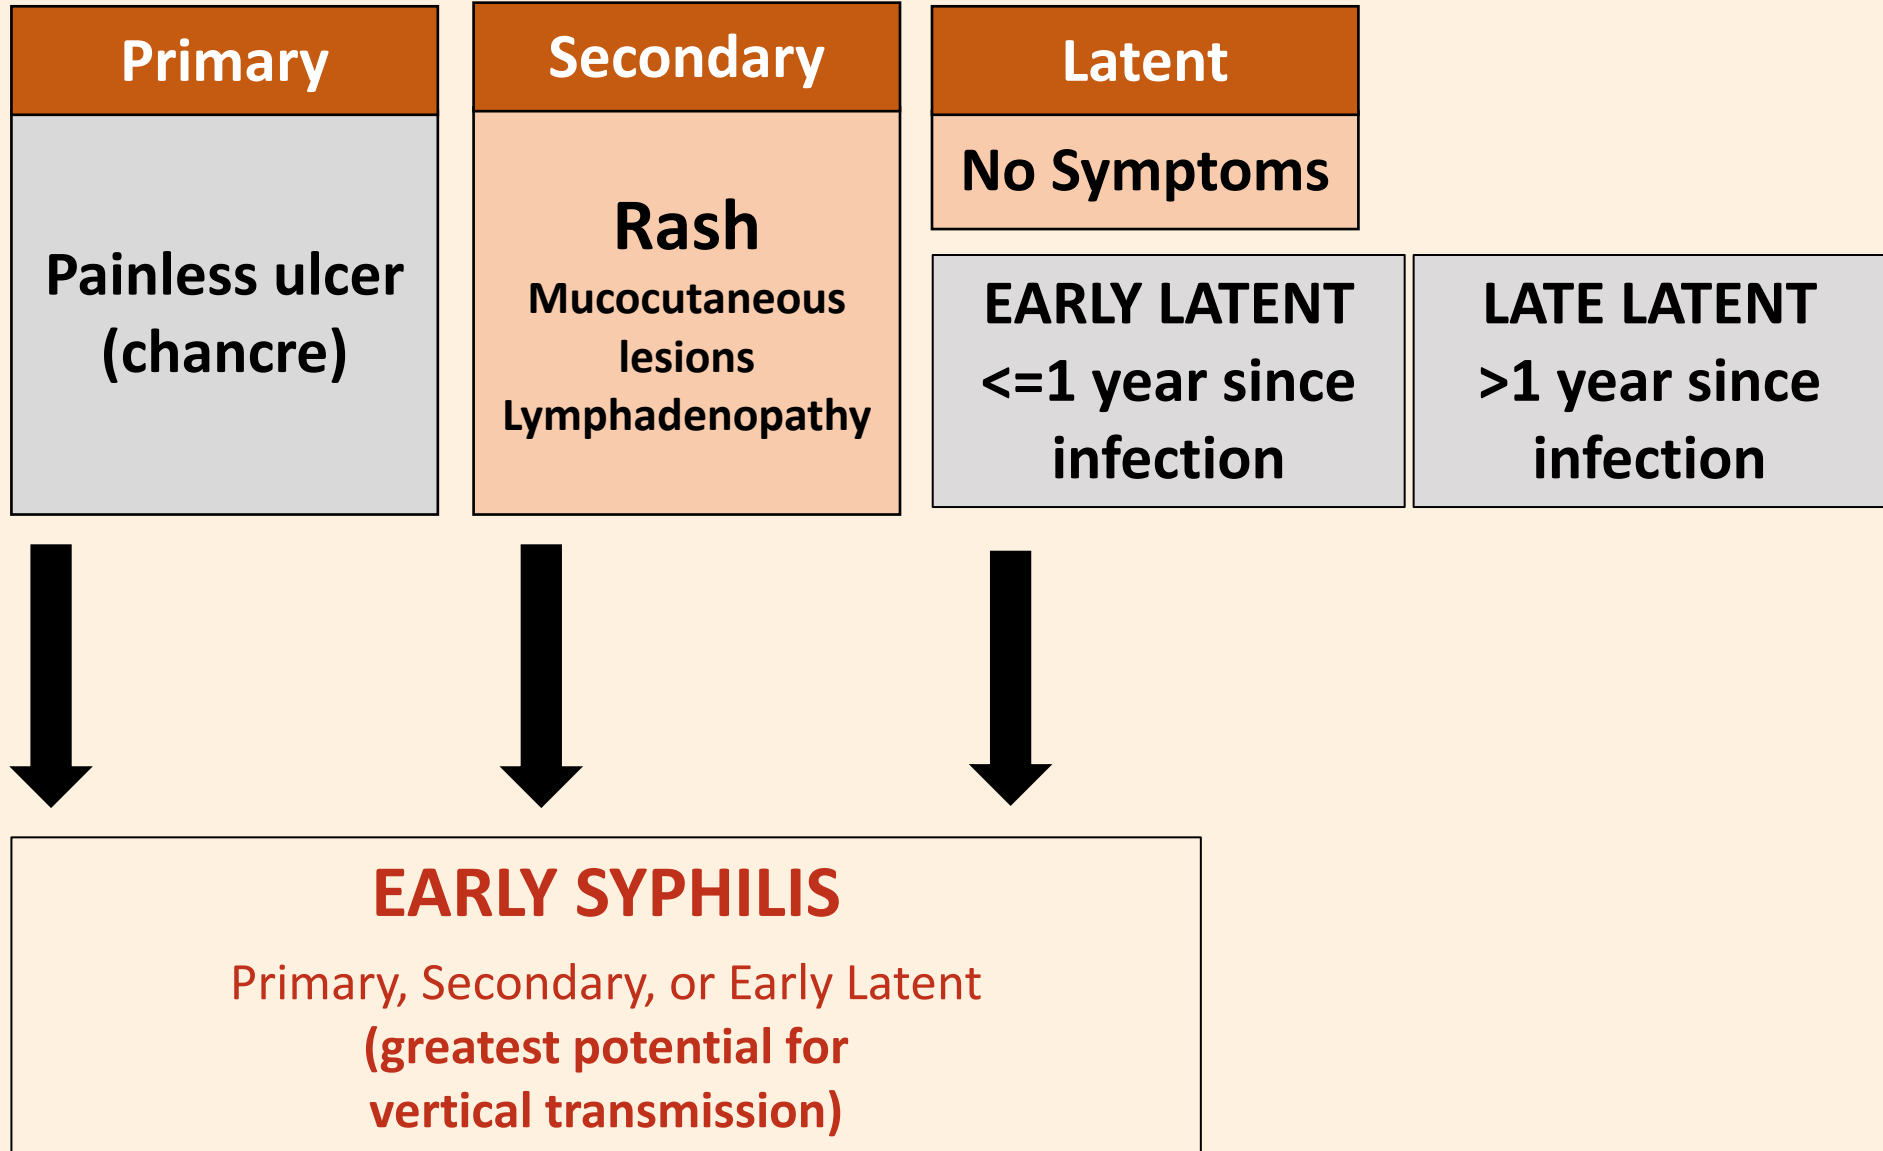 Primary
Painless ulcer
(chancre)
Secondary
Rash
Mucocutaneous
lesions
Lymphadenopathy
Latent
No Symptoms
EARLY LATENT
<=1 year since
infection
LATE LATENT
>1 year since
infection
EARLY SYPHILIS
Primary, Secondary, or Early Latent
(greatest potential for
vertical transmission)